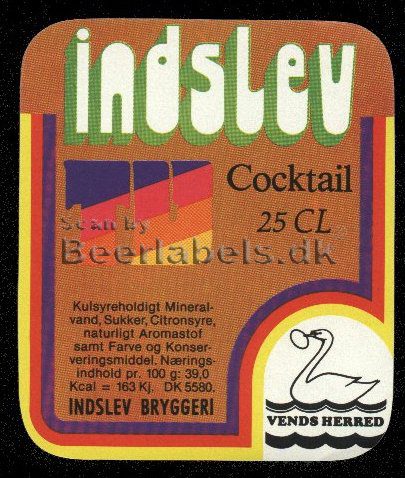 indslev
Cocktail
25 CL
Scan by
Beerlabels.dk
Kulsyreholdigt Mineral-
vand, Sukker, Citronsyre,
naturligt Aromastof
samt Farve og Konser-
veringsmiddel. Nærings-
indhold pr. 100 g: 39,0
Kcal = 163 Kj. DK 5580.
INDSLEV BRYGGERI
VENDS HERRED